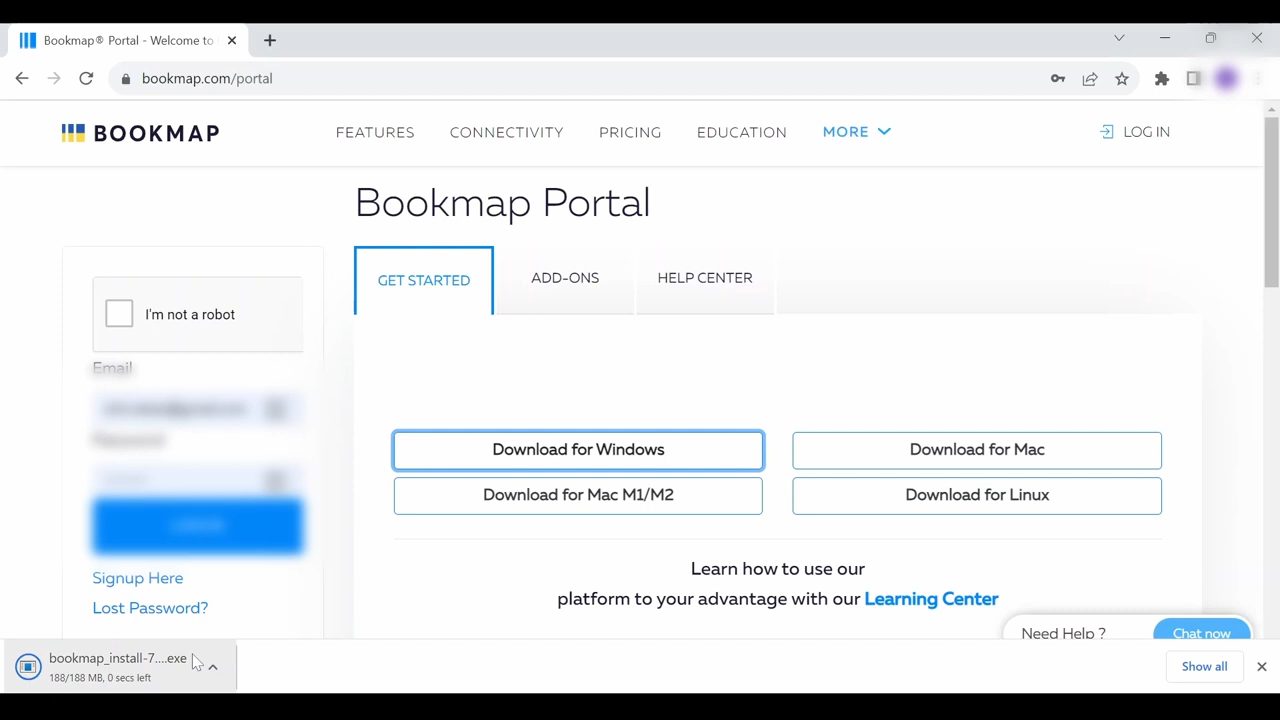 Bookmap® Portal - Welcome to
bookmap.com/portal
BOOKMAP
FEATURES
CONNECTIVITY
PRICING
EDUCATION
MORE
LOG IN
Bookmap Portal
GET STARTED
ADD-ONS
HELP CENTER
I'm not a robot
Email
Download for Windows
Download for Mac
Download for Mac M1/M2
Download for Linux
Signup Here
Lost Password?
Learn how to use our
platform to your advantage with our Learning Center
Need Help ?
Chat now
bookmap_install-7....exe
188/188 MB, 0 secs left
Show all